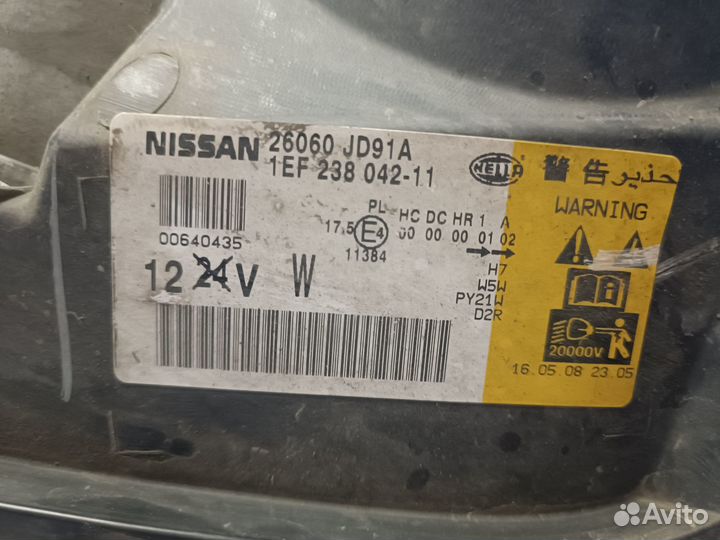 NISSAN 26060 JD91A
1EF 238 042-11
HELLA
警告 حذير
WARNING
00640435
PL HC DC HR 1 A
17.5 E4 00 00 00 01 02
11384
12 24 V W
H7
W5W
PY21W
D2R
20000V
16.05.08 23.05
Avito